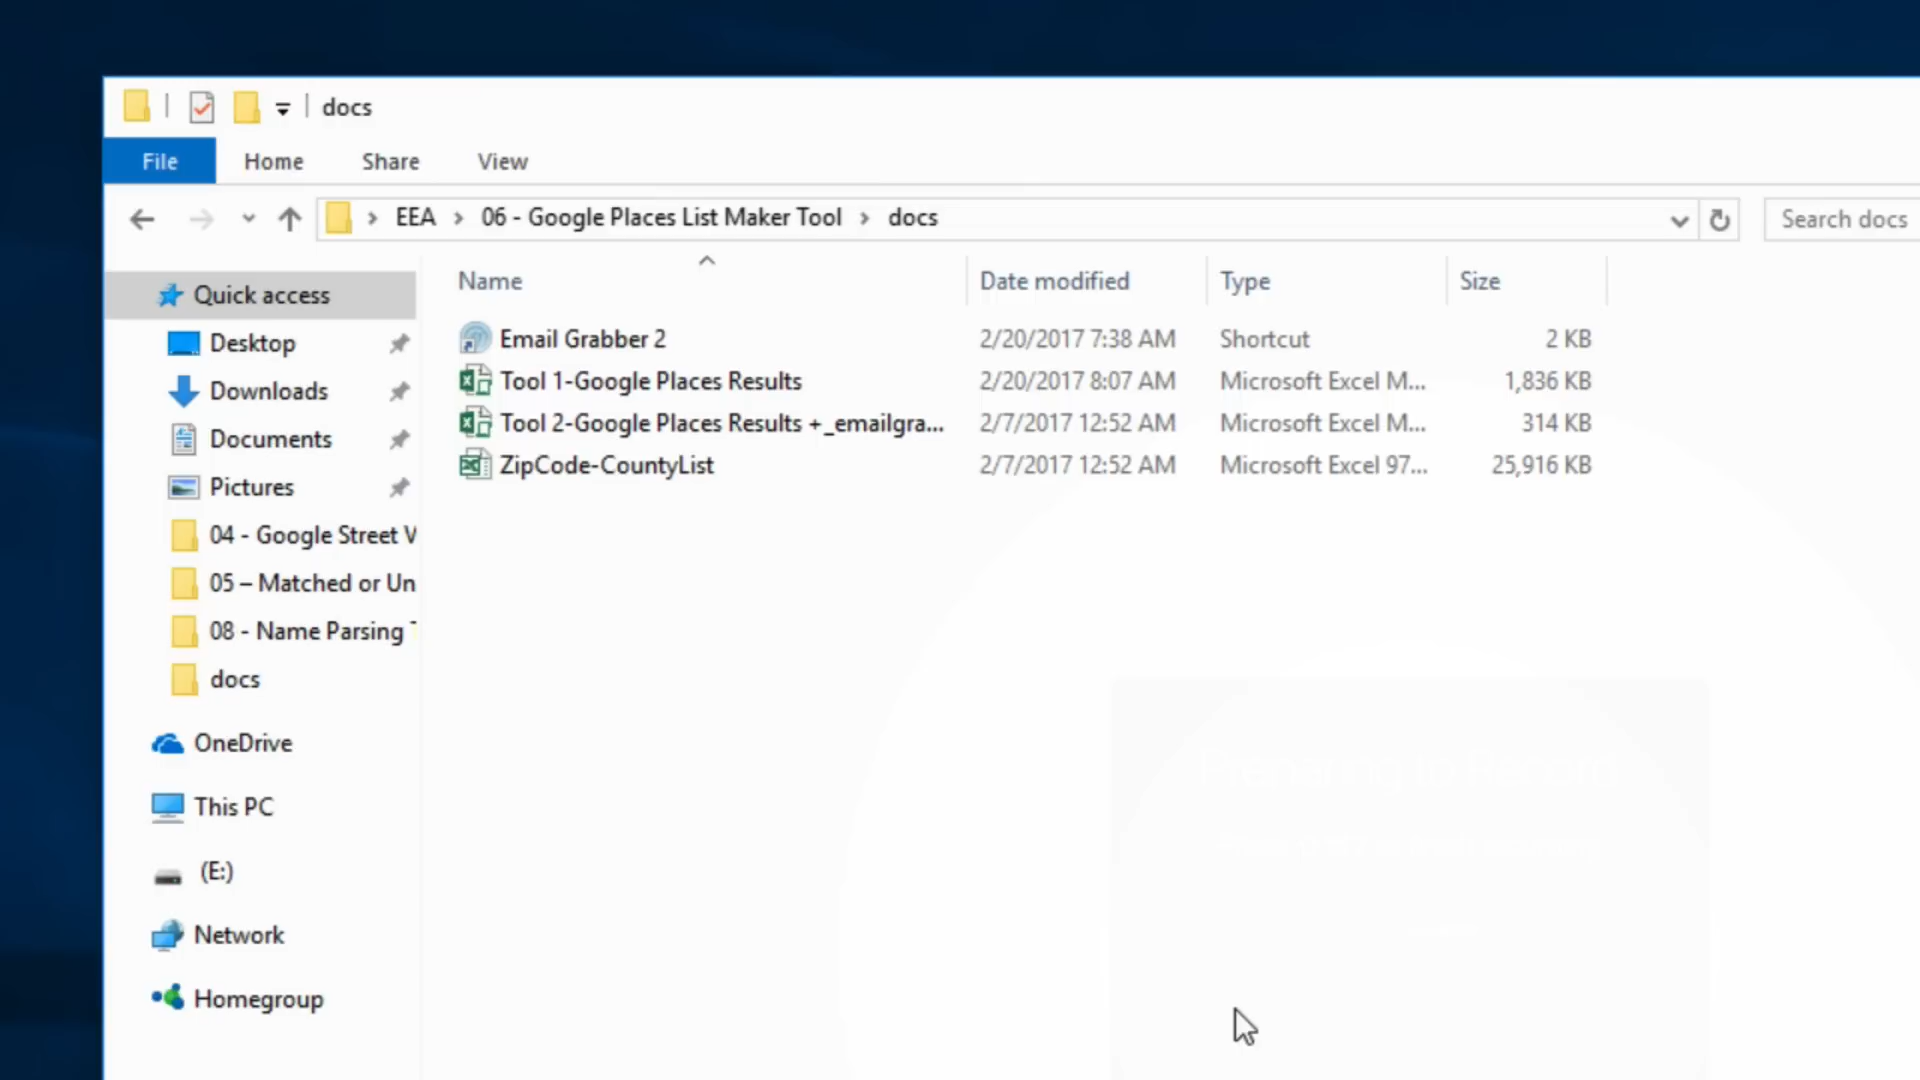 docs
File Home Share View
EEA 06 - Google Places List Maker Tool docs
Search docs
Name Date modified Type Size
Quick access
Desktop
Downloads
Documents
Pictures
04 - Google Street V
05 – Matched or Un
08 - Name Parsing T
docs
OneDrive
This PC
(E:)
Network
Homegroup
Email Grabber 2 2/20/2017 7:38 AM Shortcut 2 KB
Tool 1-Google Places Results 2/20/2017 8:07 AM Microsoft Excel M... 1,836 KB
Tool 2-Google Places Results +_emailgra... 2/7/2017 12:52 AM Microsoft Excel M... 314 KB
ZipCode-CountyList 2/7/2017 12:52 AM Microsoft Excel 97... 25,916 KB